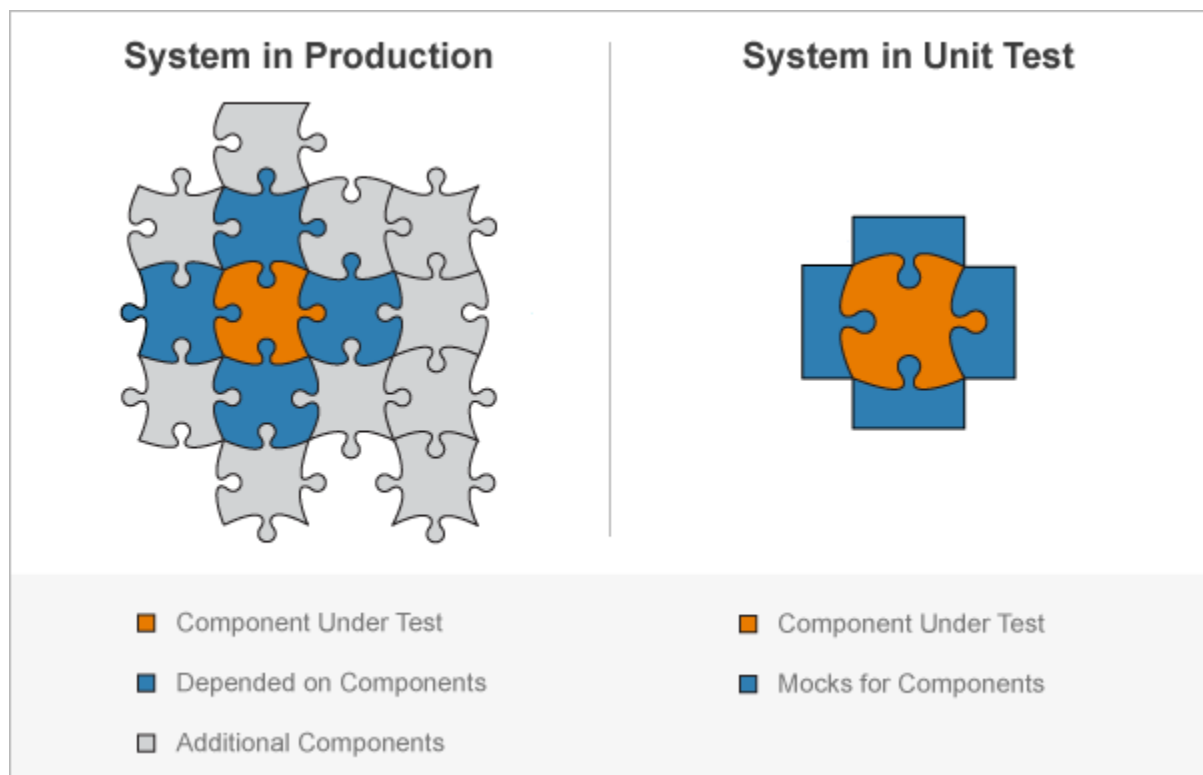 System in Production
System in Unit Test
Component Under Test
Depended on Components
Additional Components
Component Under Test
Mocks for Components